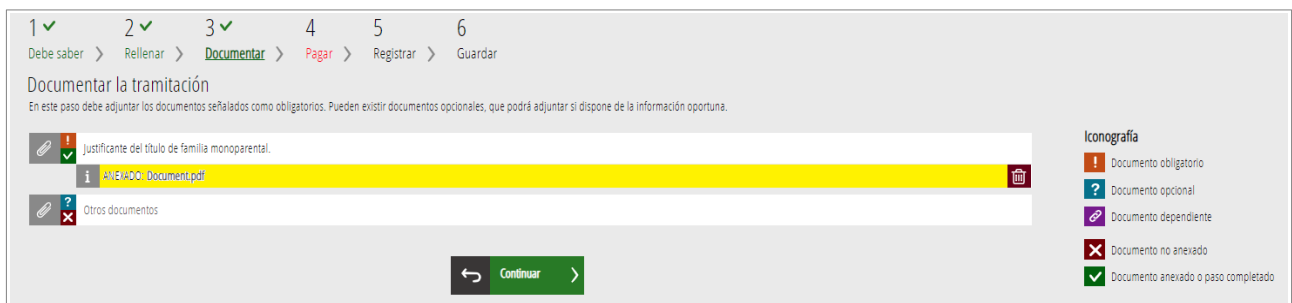 1 2 3 4 5 6
Debe saber Rellenar Documentar Pagar Registrar Guardar
Documentar la tramitación
En este paso debe adjuntar los documentos señalados como obligatorios. Pueden existir documentos opcionales, que podrá adjuntar si dispone de la información oportuna.
Justificante del título de familia monoparental.
ANEXADO: Document.pdf
Otros documentos
Continuar
Iconografía
Documento obligatorio
Documento opcional
Documento dependiente
Documento no anexado
Documento anexado o paso completado